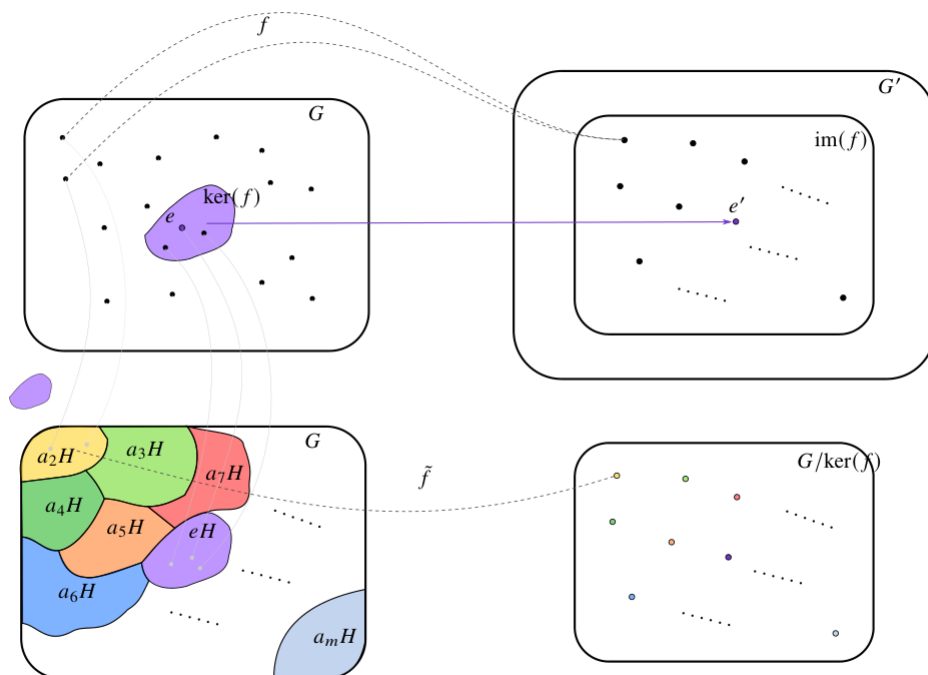 f
G
G′
im(f)
ker(f)
e
e′
G
a₂H
a₃H
a₇H
G/ker(f)
f̃
a₄H
a₅H
eH
a₆H
aₘH